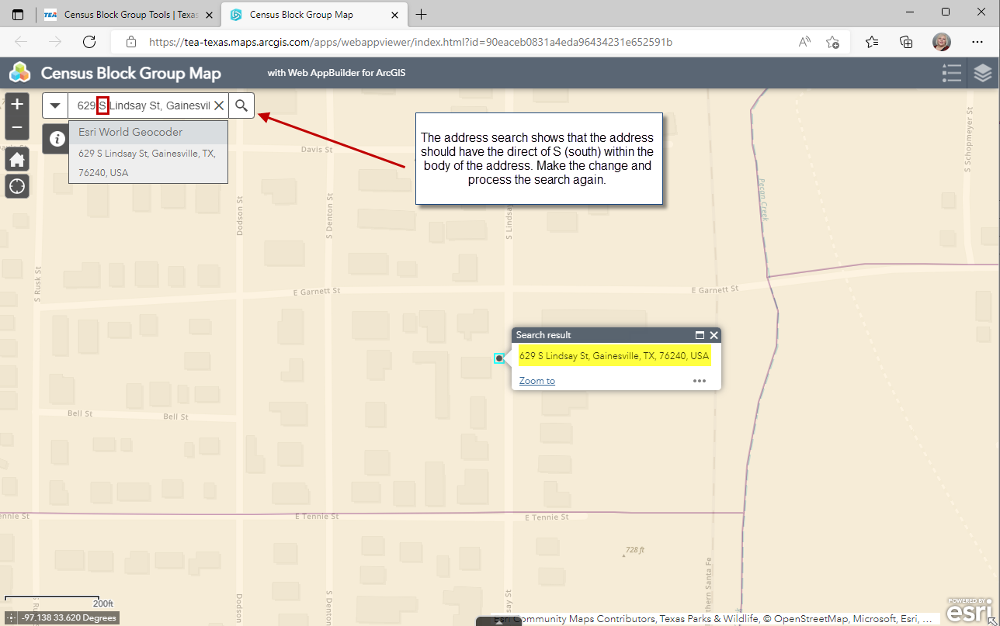 TEA Census Block Group Tools | Texas
Census Block Group Map
https://tea-texas.maps.arcgis.com/apps/webappviewer/index.html?id=90eaceb0831a4eda96434231e652591b
Census Block Group Map
with Web AppBuilder for ArcGIS
629 S Lindsay St, Gainesvil
Esri World Geocoder
629 S Lindsay St, Gainesville, TX,
76240, USA
The address search shows that the address
should have the direct of S (south) within the
body of the address. Make the change and
process the search again.
Davis St
S Rusk St
Dodson St
S Denton St
S Lindsay
Pecan Creek
S Schopmeyer St
E Garnett St
E Garnett St
Search result
629 S Lindsay St, Gainesville, TX, 76240, USA
Zoom to
Bell St
Bell St
ennie St
E Tennie St
E Tennie St
728 ft
Dodson
S Denton
say St
thern Santa Fe
200ft
-97.138 33.620 Degrees
Esri Community Maps Contributors, Texas Parks & Wildlife, © OpenStreetMap, Microsoft, Esri, ...
POWERED BY
esri